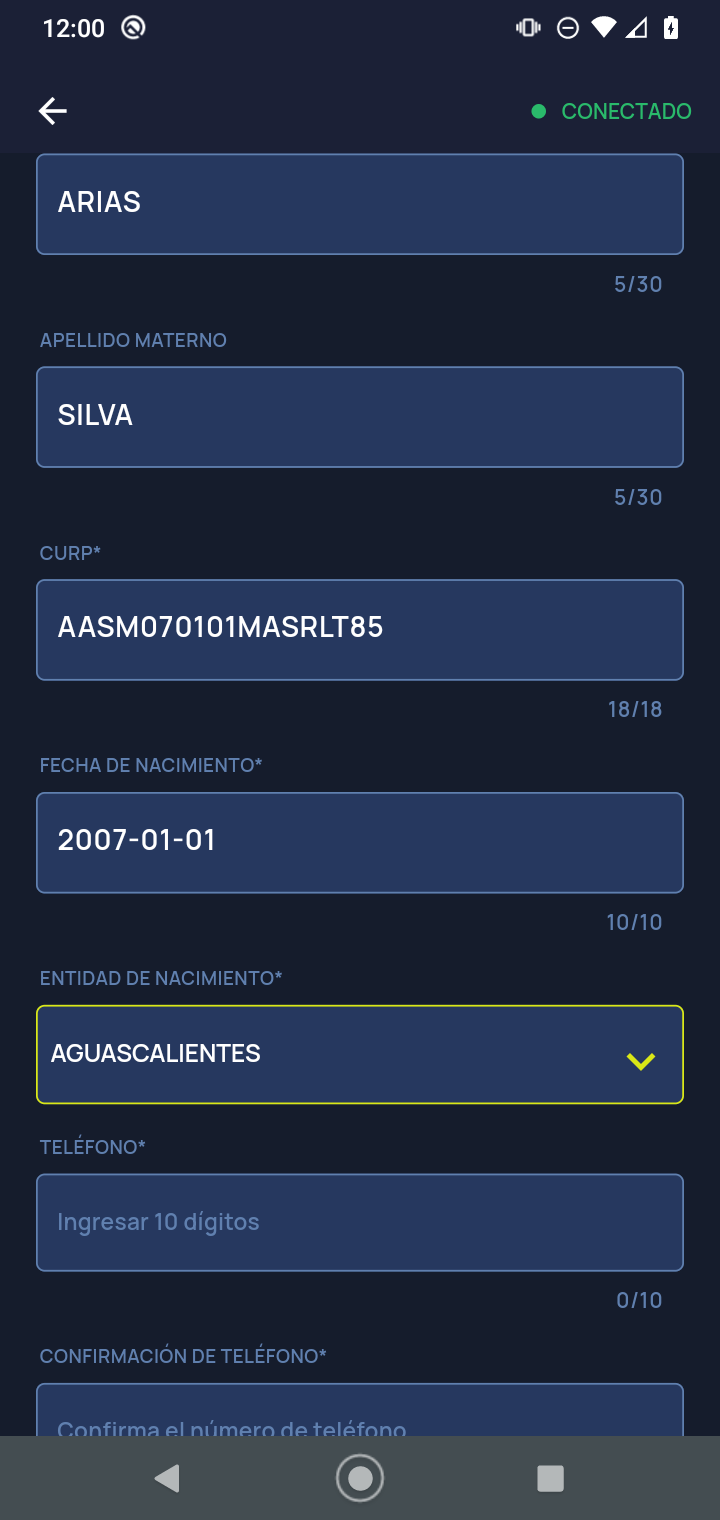 12:00
CONECTADO
ARIAS
5/30
APELLIDO MATERNO
SILVA
5/30
CURP*
AASM070101MASRLT85
18/18
FECHA DE NACIMIENTO*
2007-01-01
10/10
ENTIDAD DE NACIMIENTO*
AGUASCALIENTES
TELÉFONO*
Ingresar 10 dígitos
0/10
CONFIRMACIÓN DE TELÉFONO*
Confirma el número de teléfono